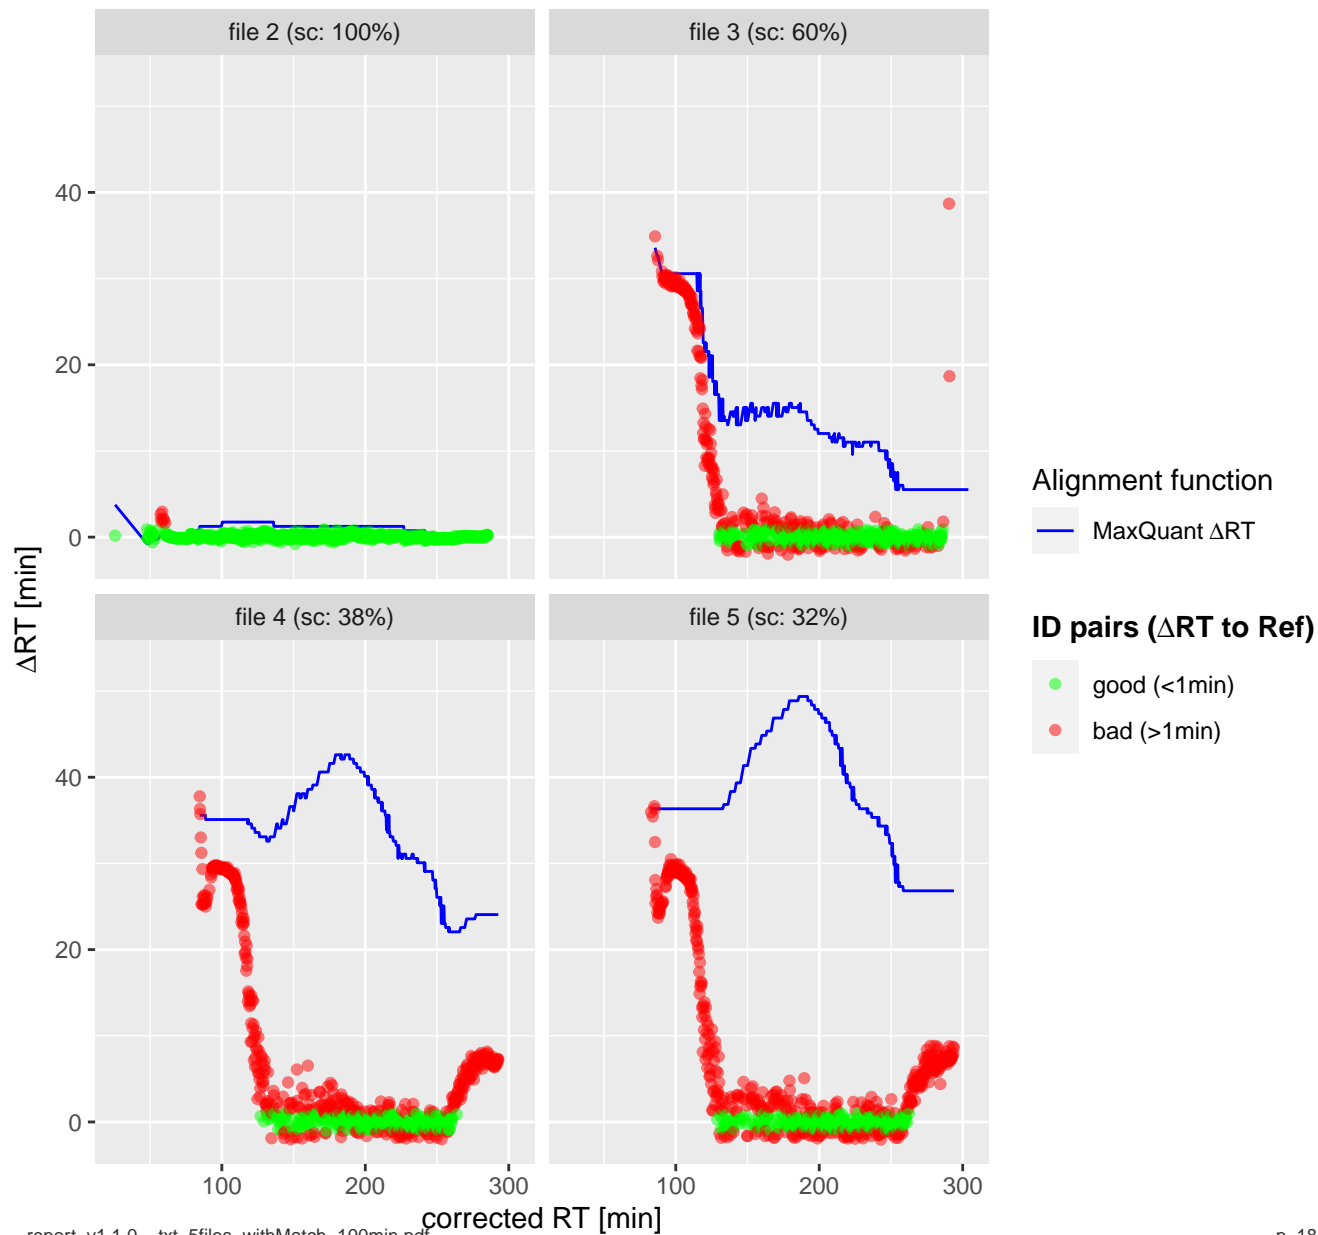 file 2 (sc: 100%)
file 3 (sc: 60%)
40
20
0
file 4 (sc: 38%)
file 5 (sc: 32%)
40
20
0
100
200
300
100
200
300
ΔRT [min]
corrected RT [min]
Alignment function
MaxQuant ΔRT
ID pairs (ΔRT to Ref)
good (<1min)
bad (>1min)